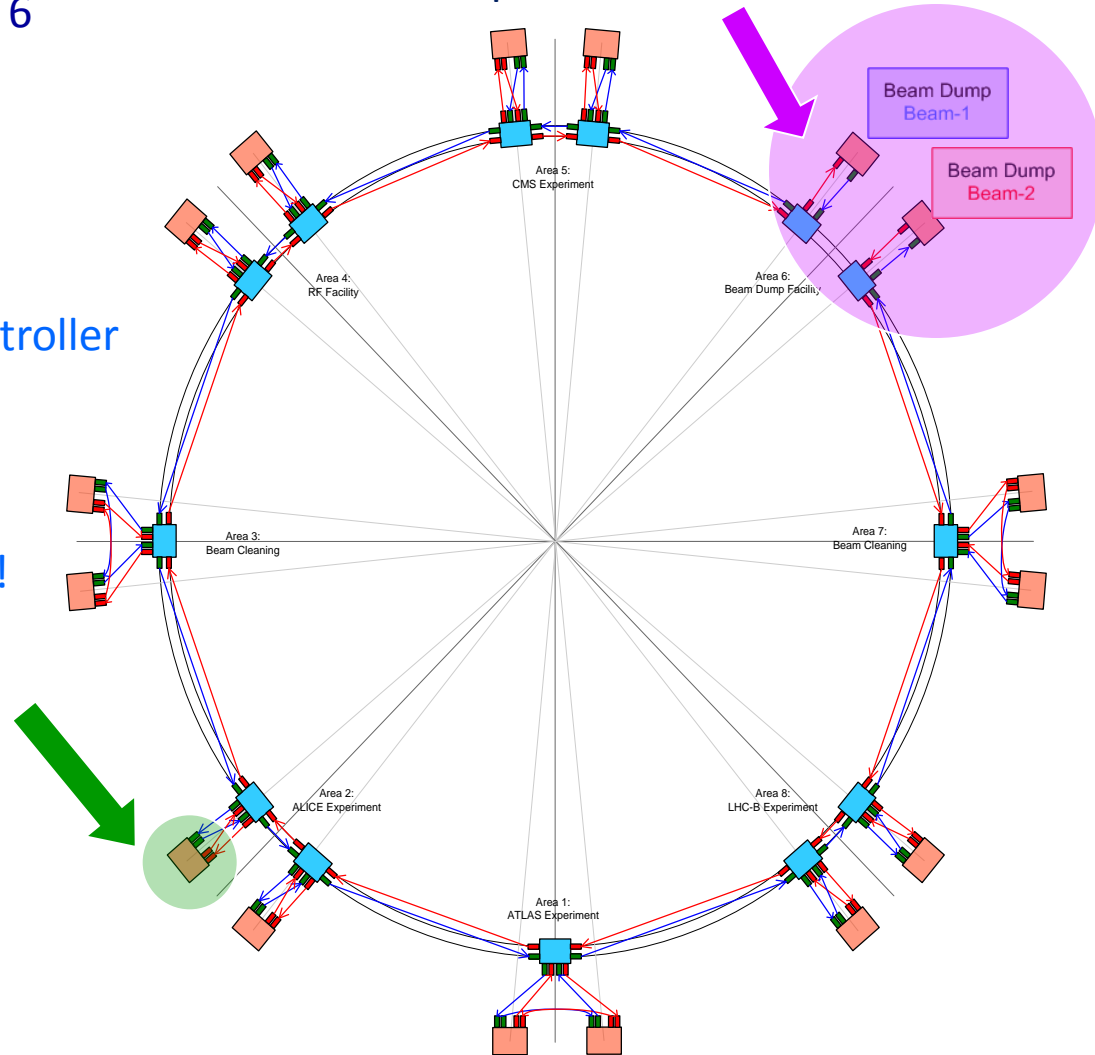 6
Beam Dump
Beam-1
Beam Dump
Beam-2
Area 5:
CMS Experiment
Area 4:
RF Facility
Area 6:
Beam Dump Facility
troller
Area 3:
Beam Cleaning
Area 7:
Beam Cleaning
!
Area 2:
ALICE Experiment
Area 8:
LHC-B Experiment
Area 1:
ATLAS Experiment